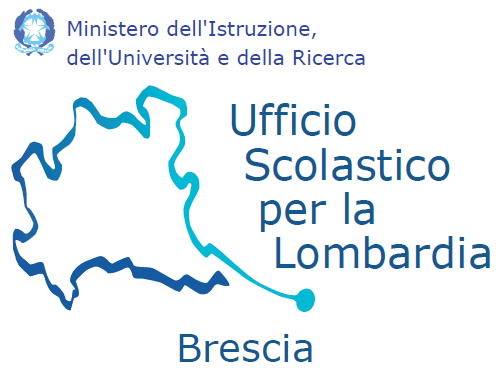 Ministero dell'Istruzione,
dell'Università e della Ricerca
Ufficio
Scolastico
per la
Lombardia
Brescia